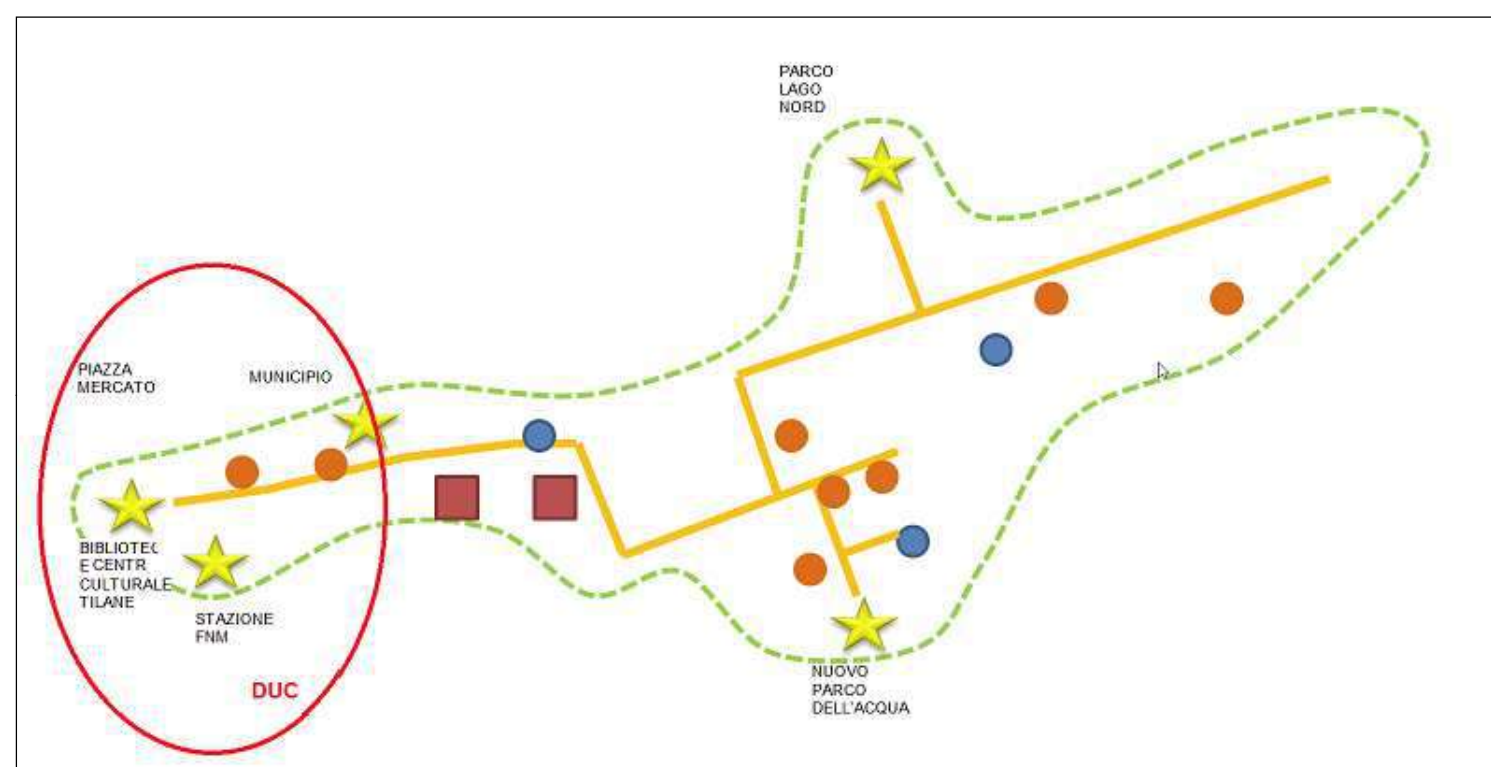 PARCO
LAGO
NORD
PIAZZA
MERCATO
MUNICIPIO
BIBLIOTEC
E CENTR
CULTURALE
TILANE
STAZIONE
FNM
DUC
NUOVO
PARCO
DELL'ACQUA